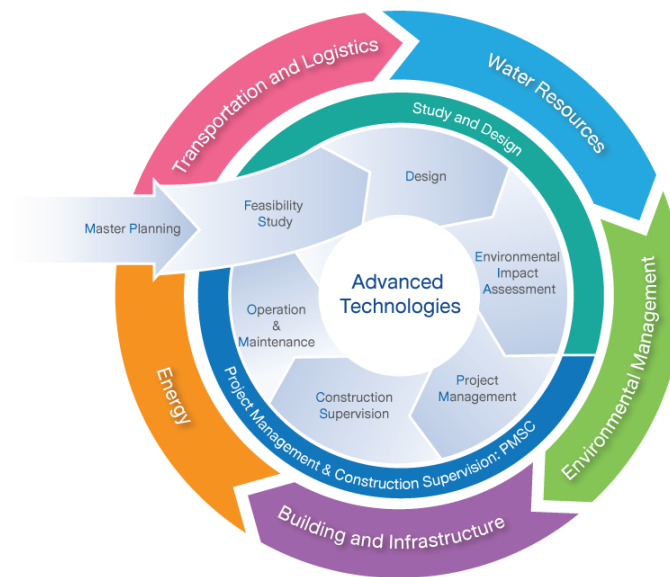 Transportation and Logistics
Water Resources
Study and Design
Design
Feasibility
Study
Master Planning
Environmental
Impact
Assessment
Advanced
Technologies
Operation
&
Maintenance
Project
Management
Construction
Supervision
Project Management & Construction Supervision: PMSC
Energy
Environmental Management
Building and Infrastructure